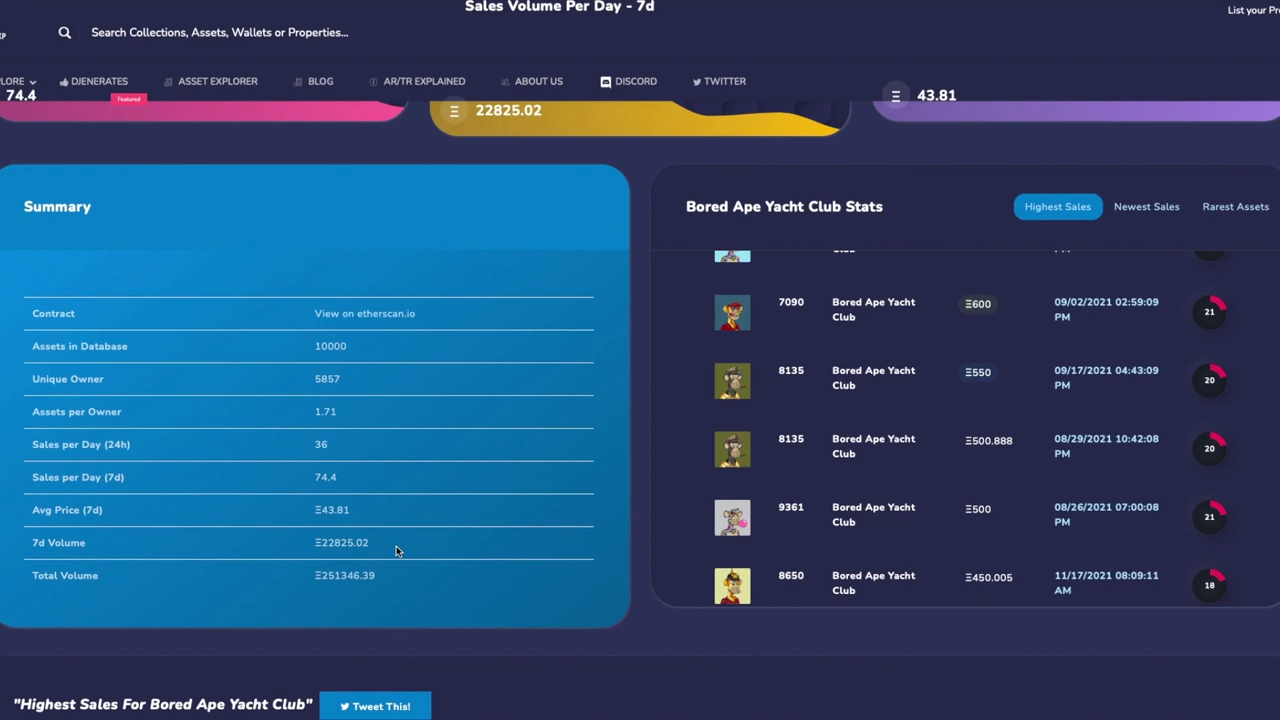 Sales Volume Per Day - 7d
List your Pr
Search Collections, Assets, Wallets or Properties...
PLORE
DJENERATES
ASSET EXPLORER
BLOG
AR/TR EXPLAINED
ABOUT US
DISCORD
TWITTER
74.4
Featured
Ξ 22825.02
Ξ 43.81
Summary
Contract View on etherscan.io
Assets in Database 10000
Unique Owner 5857
Assets per Owner 1.71
Sales per Day (24h) 36
Sales per Day (7d) 74.4
Avg Price (7d) Ξ43.81
7d Volume Ξ22825.02
Total Volume Ξ251346.39
Bored Ape Yacht Club Stats
Highest Sales
Newest Sales
Rarest Assets
7090 Bored Ape Yacht Ξ600 09/02/2021 02:59:09 21
Club PM
8135 Bored Ape Yacht Ξ550 09/17/2021 04:43:09 20
Club PM
8135 Bored Ape Yacht Ξ500.888 08/29/2021 10:42:08 20
Club PM
9361 Bored Ape Yacht Ξ500 08/26/2021 07:00:08 21
Club PM
8650 Bored Ape Yacht Ξ450.005 11/17/2021 08:09:11 18
Club AM
"Highest Sales For Bored Ape Yacht Club"
Tweet This!